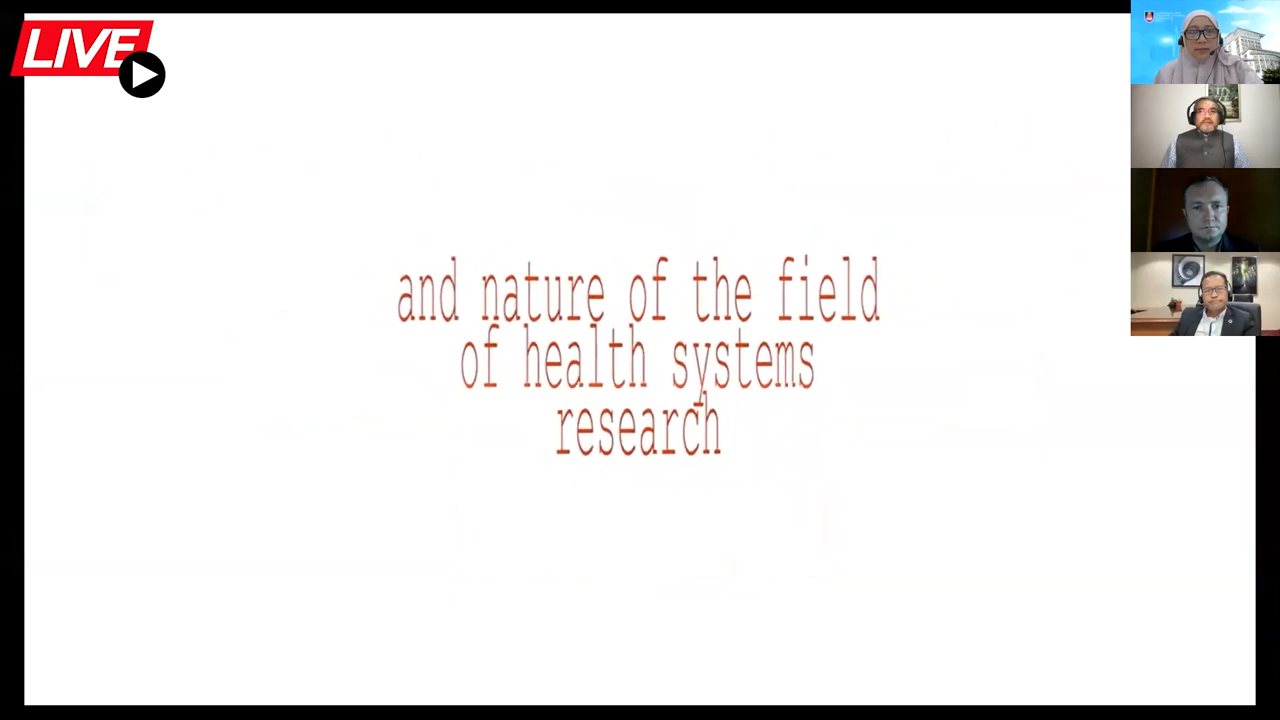 LIVE
and nature of the field
of health systems
research